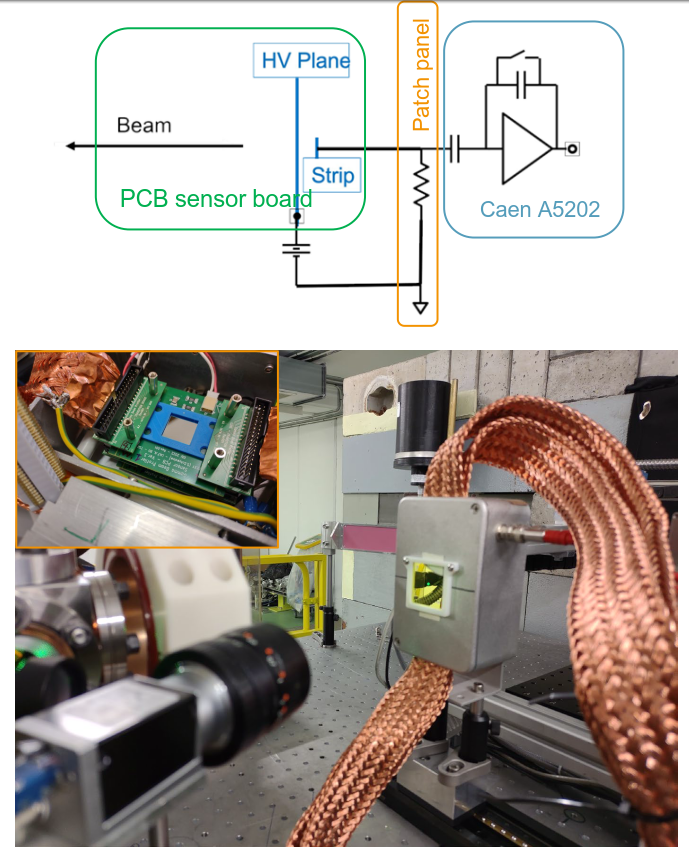 HV Plane
Patch panel
Beam
Strip
PCB sensor board
Caen A5202